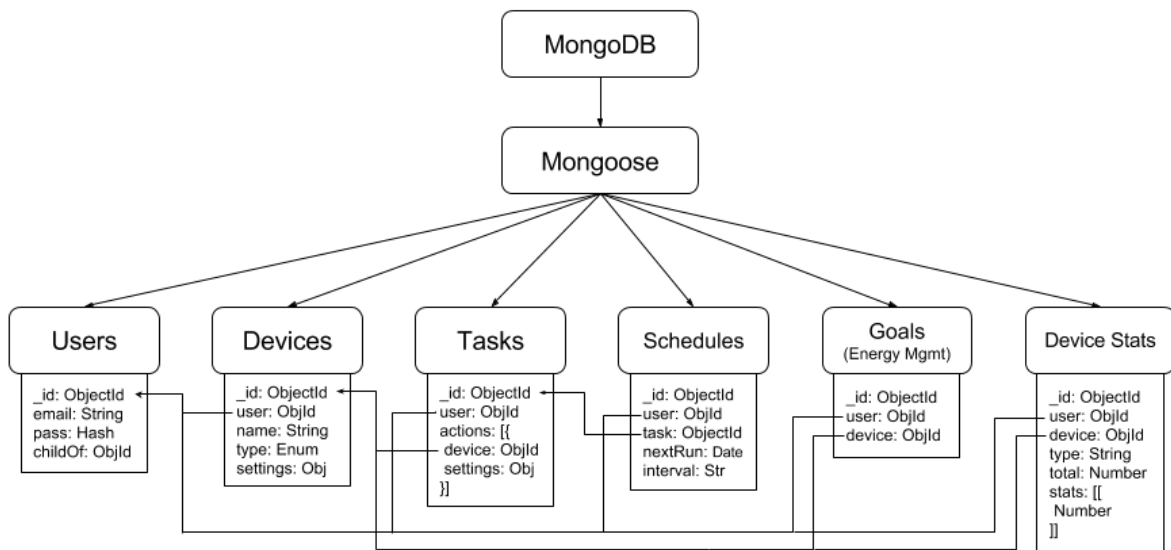 MongoDB
Mongoose
Users
_id: ObjectId
email: String
pass: Hash
childOf: ObjId
Devices
_id: ObjectId
user: ObjId
name: String
type: Enum
settings: Obj
Tasks
_id: ObjectId
user: ObjId
actions: [{
device: ObjId
settings: Obj
}]
Schedules
_id: ObjectId
user: ObjId
task: ObjectId
nextRun: Date
interval: Str
Goals
(Energy Mgmt)
_id: ObjectId
user: ObjId
device: ObjId
Device Stats
_id: ObjectId
user: ObjId
device: ObjId
type: String
total: Number
stats: [[
Number
]]